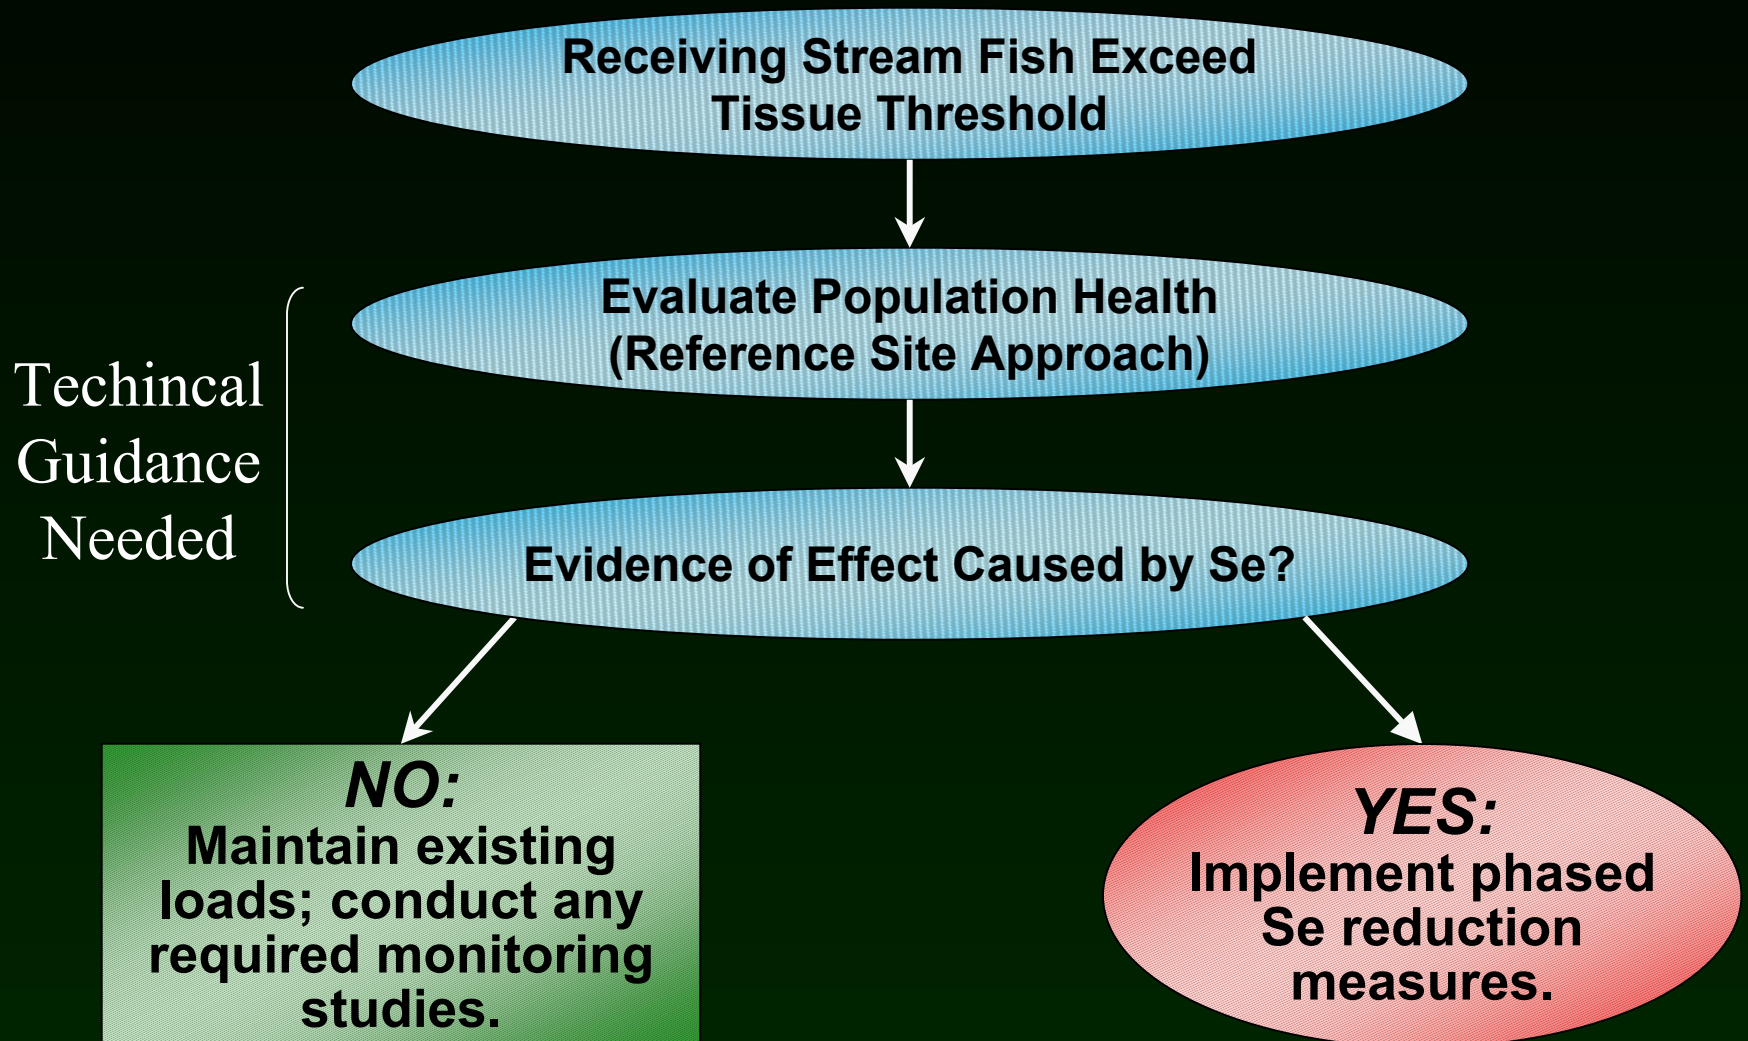 Receiving Stream Fish Exceed
Tissue Threshold
Evaluate Population Health
(Reference Site Approach)
Techincal
Guidance
Needed
Evidence of Effect Caused by Se?
NO:
Maintain existing
loads; conduct any
required monitoring
studies.
YES:
Implement phased
Se reduction
measures.